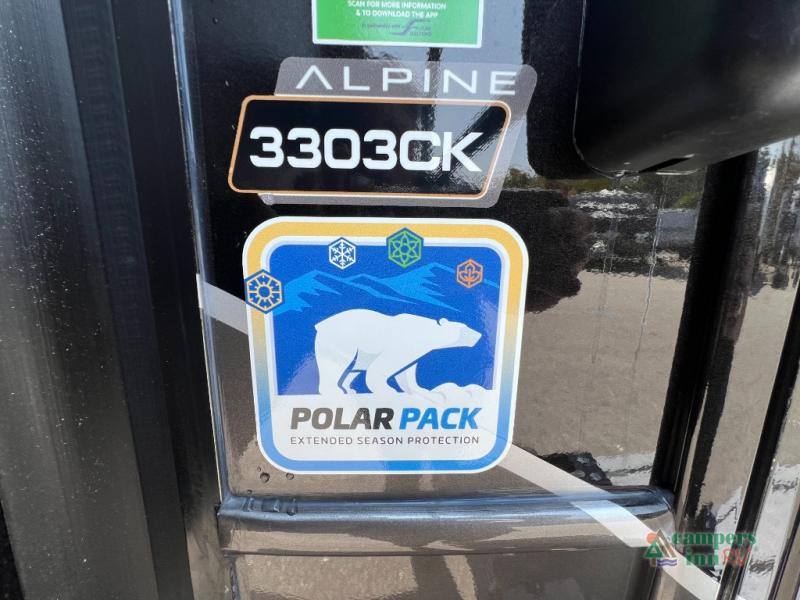 SCAN FOR MORE INFORMATION
& TO DOWNLOAD THE APP
ALPINE
3303CK
POLAR PACK
EXTENDED SEASON PROTECTION
campers
inn RV